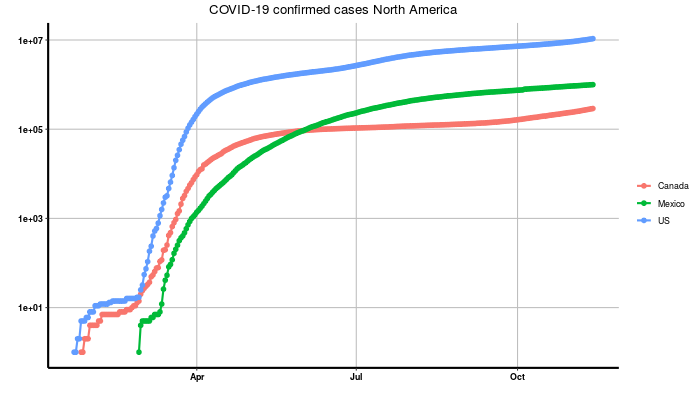 COVID-19 confirmed cases North America
1e+07
1e+05
1e+03
1e+01
Apr Jul Oct
Canada
Mexico
US